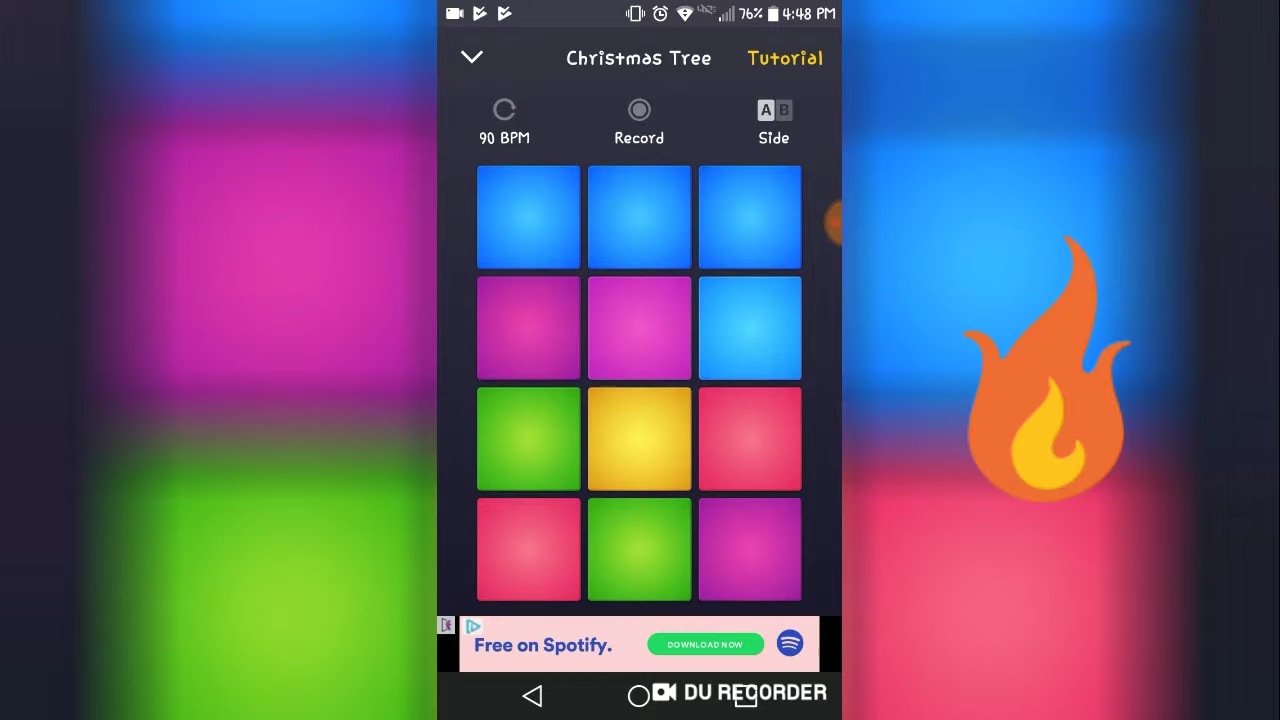 76% 4:48 PM
Christmas Tree Tutorial
A B
90 BPM Record Side
Free on Spotify. DOWNLOAD NOW
DU RECORDER